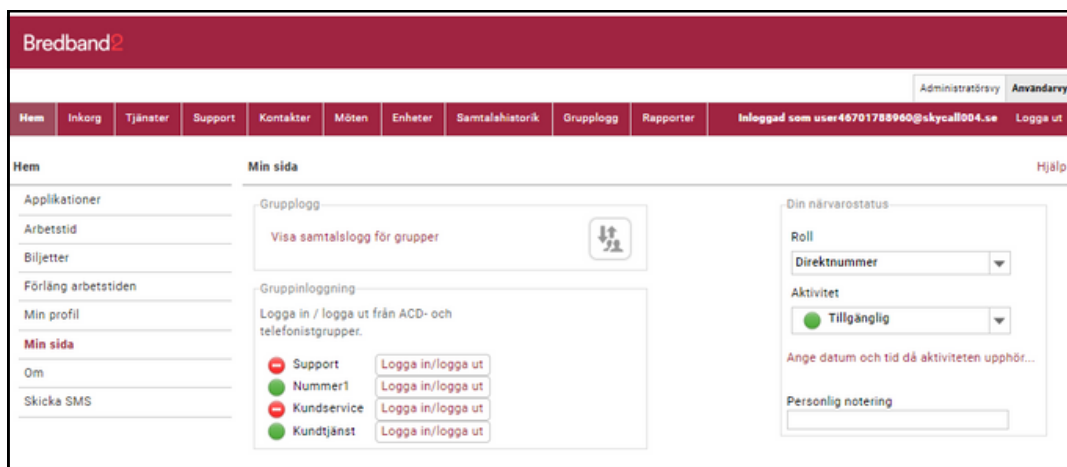 Bredband2
Administratörsvy Användarvy
Hem Inkorg Tjänster Support Kontakter Möten Enheter Samtalshistorik Grupplogg Rapporter Inloggad som user46701788960@skycall004.se Logga ut
Hem
Applikationer
Arbetstid
Biljetter
Förläng arbetstiden
Min profil
Min sida
Om
Skicka SMS
Min sida
Hjälp
Grupplogg
Visa samtalslogg för grupper
Gruppinloggning
Logga in / logga ut från ACD- och
telefonistgrupper.
Support Logga in/logga ut
Nummer1 Logga in/logga ut
Kundservice Logga in/logga ut
Kundtjänst Logga in/logga ut
Din närvarostatus
Roll
Direktnummer
Aktivitet
Tillgänglig
Ange datum och tid då aktiviteten upphör...
Personlig notering